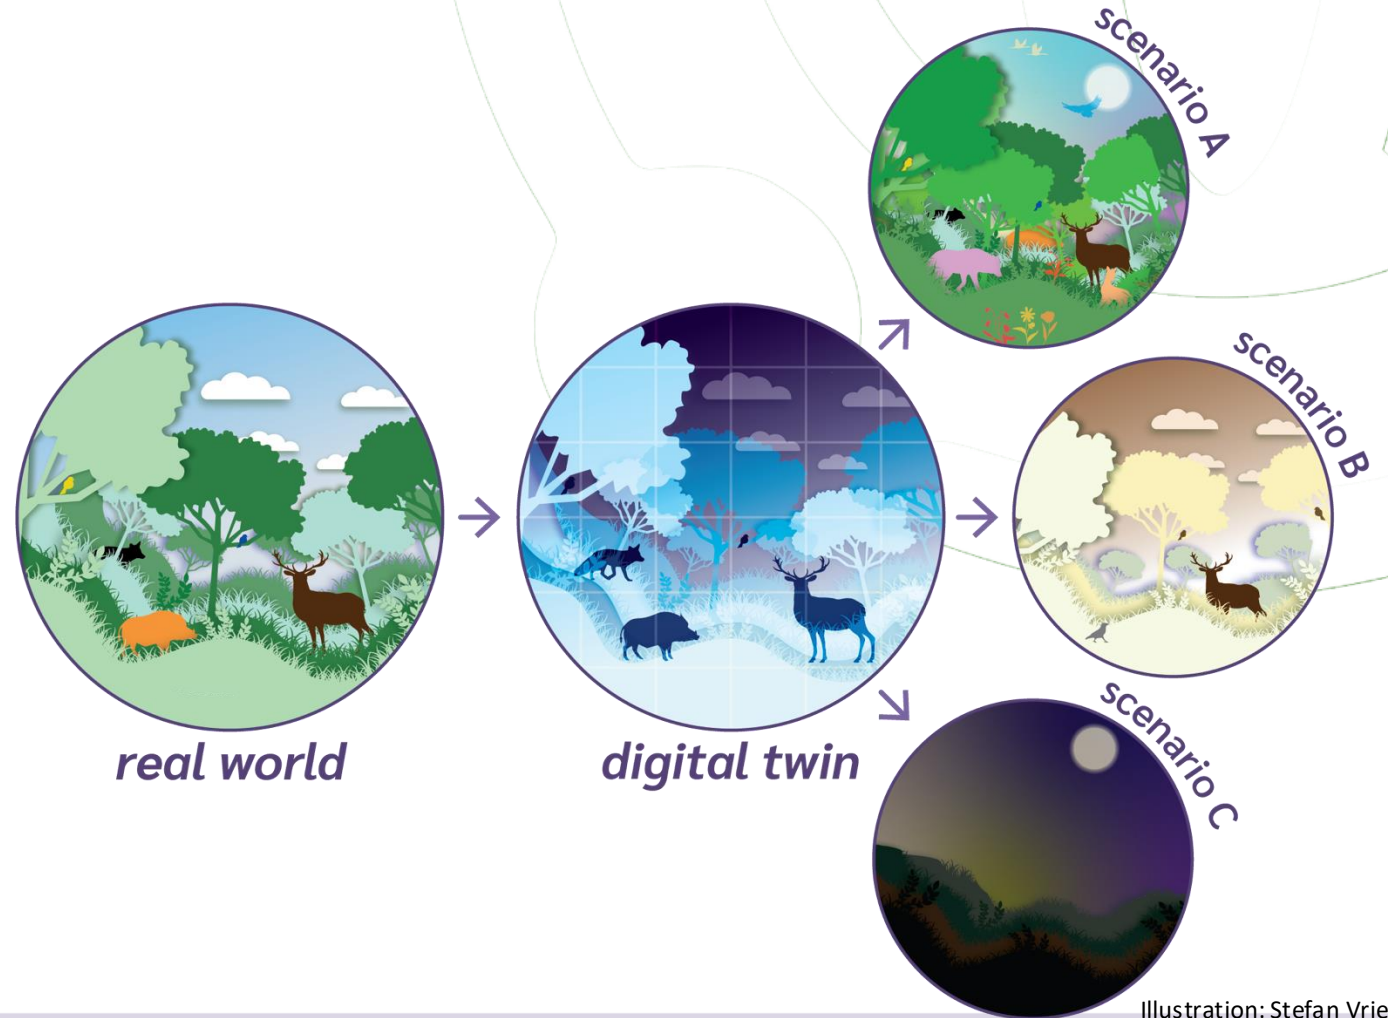 real world
digital twin
scenario A
scenario B
scenario C
Illustration: Stefan Vrie